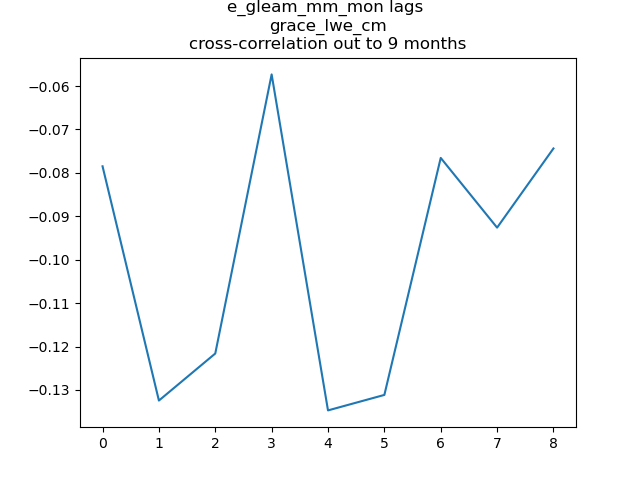 e_gleam_mm_mon lags
grace_lwe_cm
cross-correlation out to 9 months
−0.06
−0.07
−0.08
−0.09
−0.10
−0.11
−0.12
−0.13
0 1 2 3 4 5 6 7 8